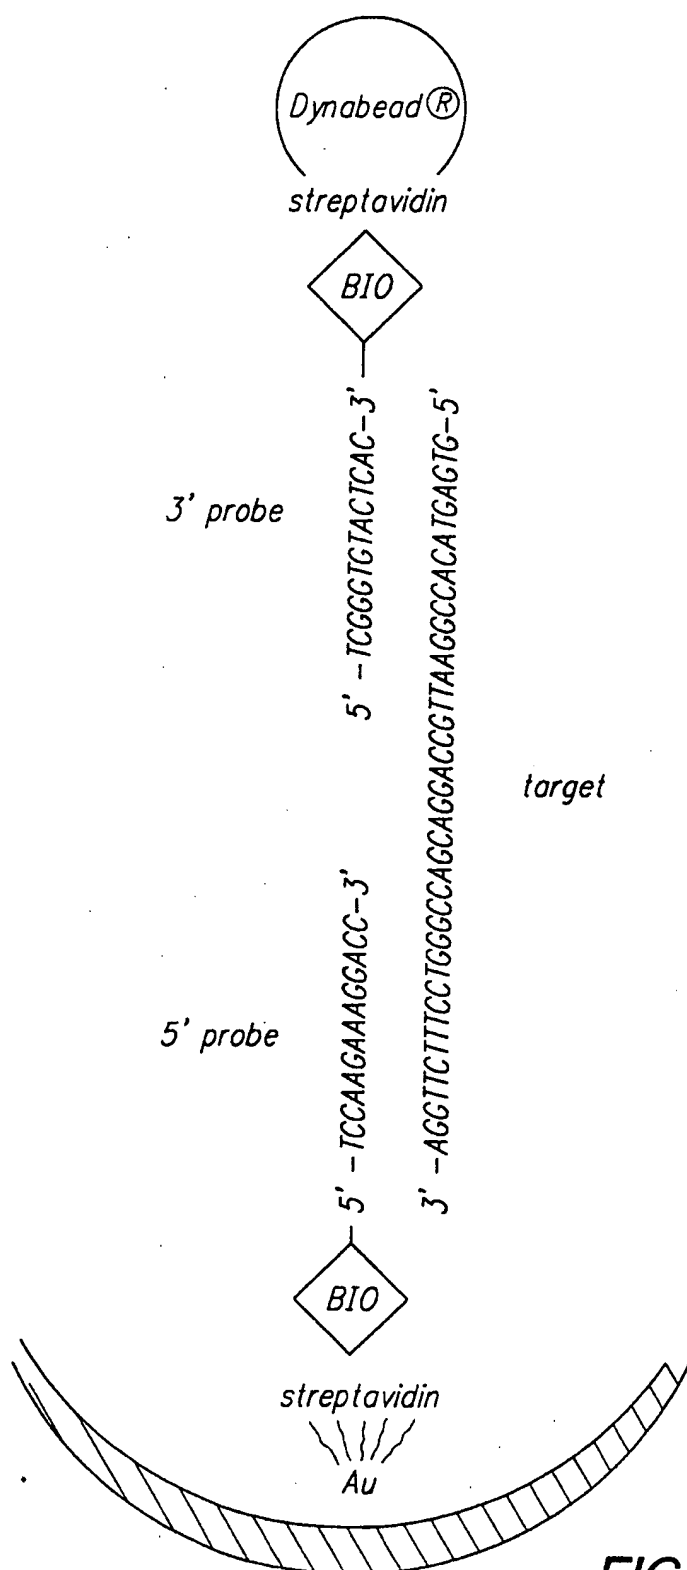 Dynabead®
streptavidin
BIO
3' probe
5' -TCGGGTGTACTCAC-3'
3' -AGGTTCTTTCCTGGGCCAGCAGGACCGTTAAGGCCACATGAGTG-5'
target
5' probe
5' -TCCAAGAAAGGACC-3'
BIO
streptavidin
Au